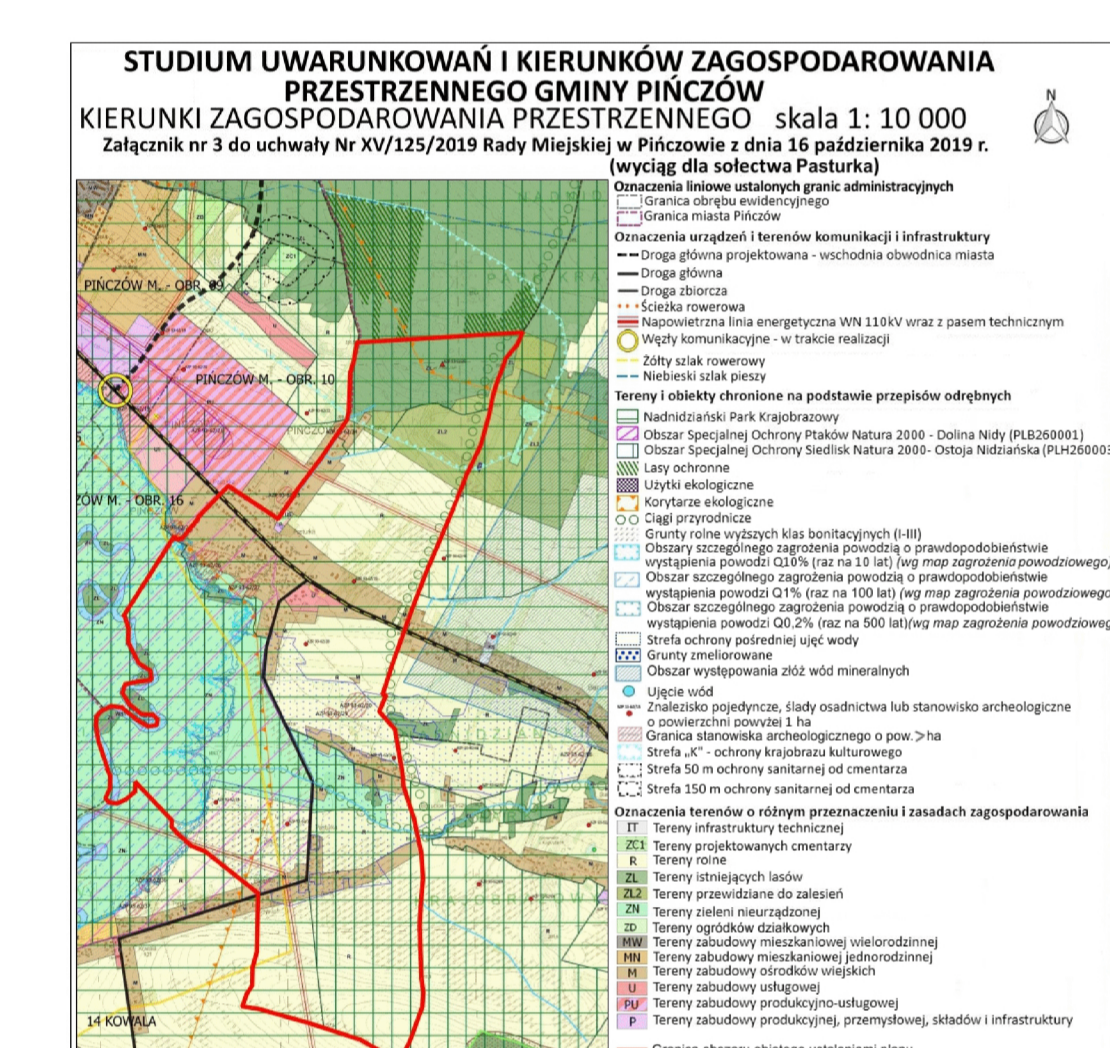 STUDIUM UWARUNKOWAŃ I KIERUNKÓW ZAGOSPODAROWANIA
PRZESTRZENNEGO GMINY PIŃCZÓW
KIERUNKI ZAGOSPODAROWANIA PRZESTRZENNEGO skala 1: 10 000
Załącznik nr 3 do uchwały Nr XV/125/2019 Rady Miejskiej w Pińczowie z dnia 16 października 2019 r.
(wyciąg dla sołectwa Pasturka)
N
Oznaczenia liniowe ustalonych granic administracyjnych
Granica obrębu ewidencyjnego
Granica miasta Pińczów
Oznaczenia urządzeń i terenów komunikacji i infrastruktury
Droga główna projektowana - wschodnia obwodnica miasta
Droga główna
Droga zbiorcza
Ścieżka rowerowa
Napowietrzna linia energetyczna WN 110kV wraz z pasem technicznym
Węzły komunikacyjne - w trakcie realizacji
Żółty szlak rowerowy
Niebieski szlak pieszy
Tereny i obiekty chronione na podstawie przepisów odrębnych
Nadnidziański Park Krajobrazowy
Obszar Specjalnej Ochrony Ptaków Natura 2000 - Dolina Nidy (PLB260001)
Obszar Specjalnej Ochrony Siedlisk Natura 2000- Ostoja Nidziańska (PLH260003
Lasy ochronne
Użytki ekologiczne
Korytarze ekologiczne
Ciągi przyrodnicze
Grunty rolne wyższych klas bonitacyjnych (I-III)
Obszary szczególnego zagrożenia powodzią o prawdopodobieństwie
wystąpienia powodzi Q10% (raz na 10 lat) (wg map zagrożenia powodziowego)
Obszar szczególnego zagrożenia powodzią o prawdopodobieństwie
wystąpienia powodzi Q1% (raz na 100 lat) (wg map zagrożenia powodziowego
Obszar szczególnego zagrożenia powodzią o prawdopodobieństwie
wystąpienia powodzi Q0,2% (raz na 500 lat)(wg map zagrożenia powodzioweg
Strefa ochrony pośredniej ujęć wody
Grunty zmeliorowane
Obszar występowania złóż wód mineralnych
Ujęcie wód
Znalezisko pojedyncze, ślady osadnictwa lub stanowisko archeologiczne
o powierzchni powyżej 1 ha
Granica stanowiska archeologicznego o pow.>ha
Strefa „K" - ochrony krajobrazu kulturowego
Strefa 50 m ochrony sanitarnej od cmentarza
Strefa 150 m ochrony sanitarnej od cmentarza
Oznaczenia terenów o różnym przeznaczeniu i zasadach zagospodarowania
IT Tereny infrastruktury technicznej
ZC1 Tereny projektowanych cmentarzy
R Tereny rolne
ZL Tereny istniejących lasów
ZL2 Tereny przewidziane do zalesień
ZN Tereny zieleni nieurządzonej
ZD Tereny ogródków działkowych
MW Tereny zabudowy mieszkaniowej wielorodzinnej
MN Tereny zabudowy mieszkaniowej jednorodzinnej
M Tereny zabudowy ośrodków wiejskich
U Tereny zabudowy usługowej
PU Tereny zabudowy produkcyjno-usługowej
P Tereny zabudowy produkcyjnej, przemysłowej, składów i infrastruktury
PIŃCZÓW M. - OBR. 09
PIŃCZÓW M. - OBR. 10
ZÓW M. - OBR. 16
14 KOWALA